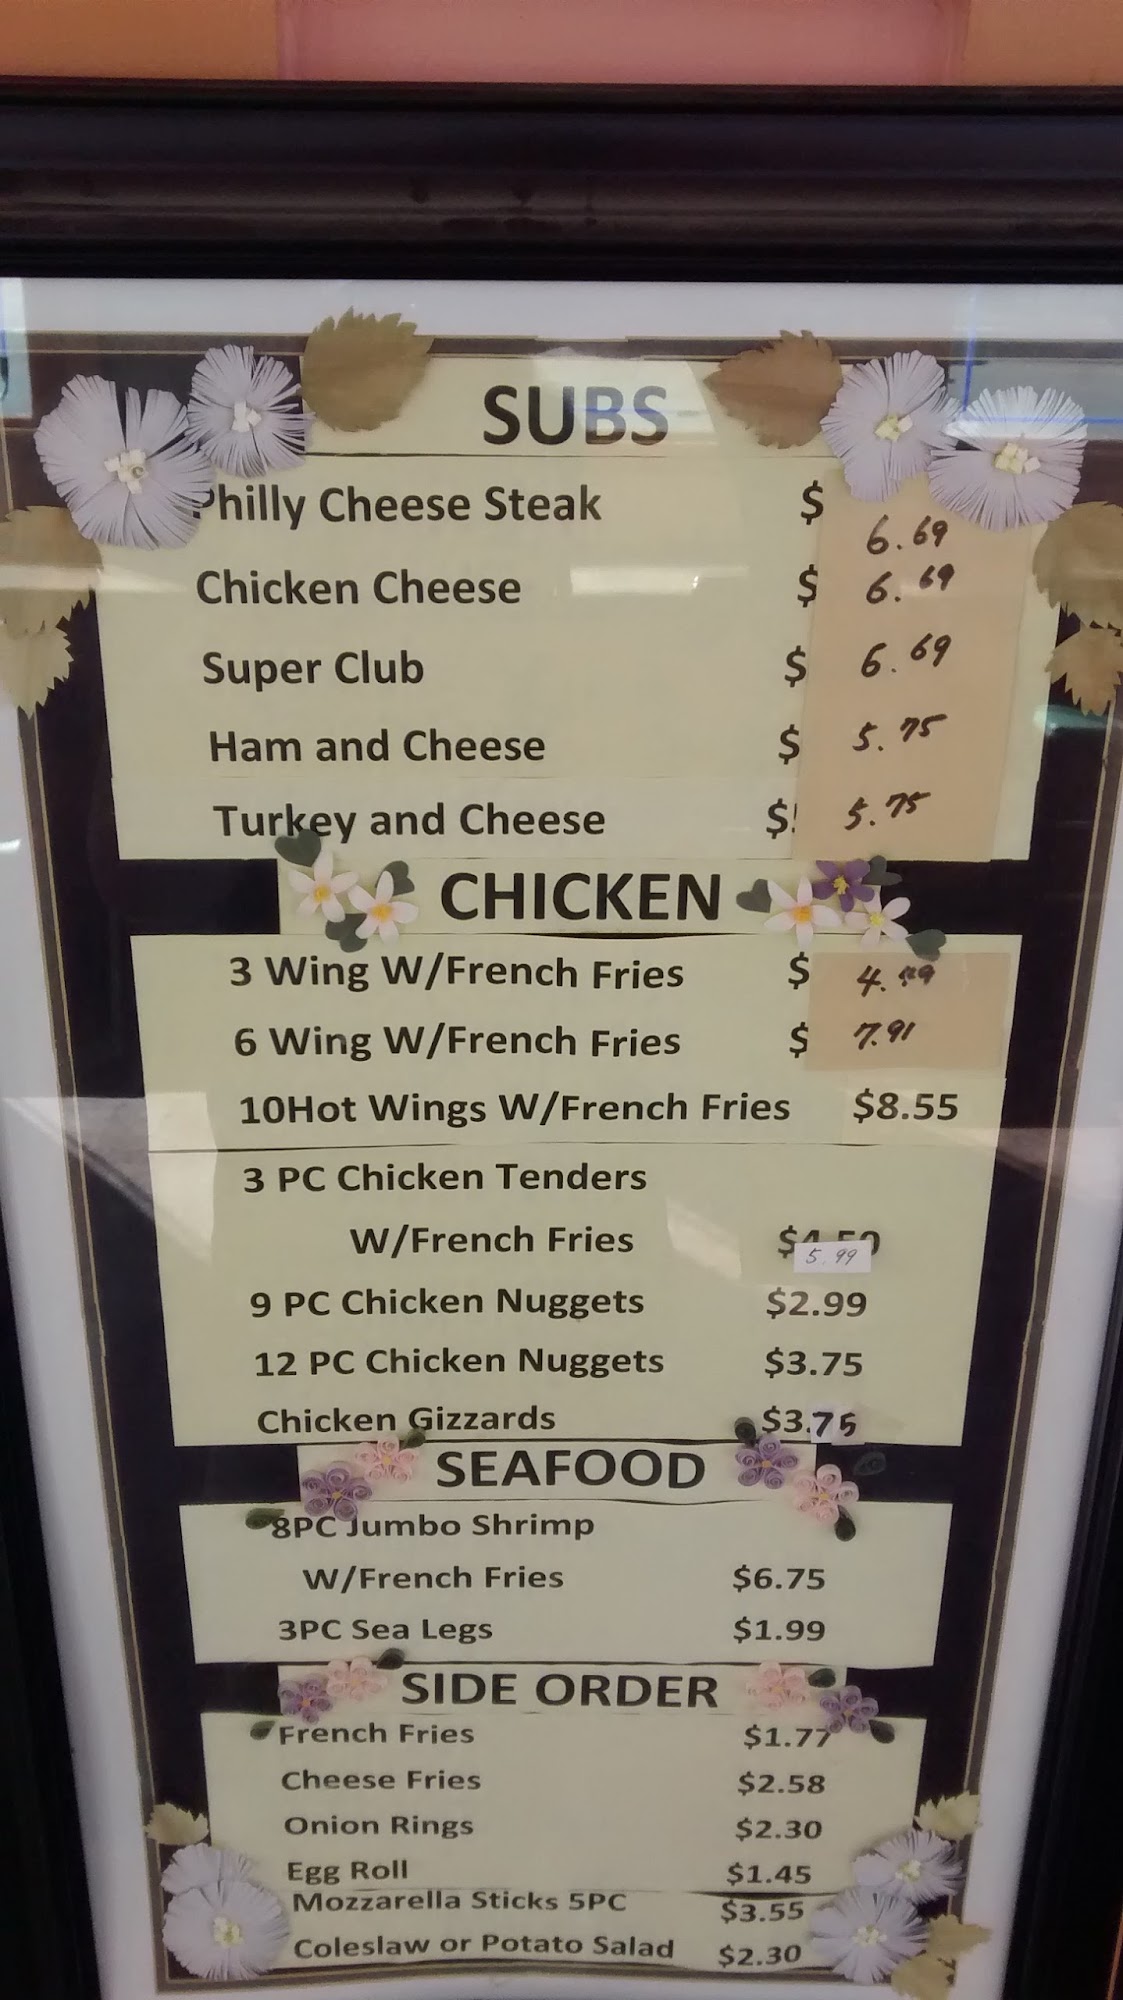 SUBS
Philly Cheese Steak $ 6.69
Chicken Cheese $ 6.69
Super Club $ 6.69
Ham and Cheese $ 5.75
Turkey and Cheese $ 5.75
CHICKEN
3 Wing W/French Fries $
6 Wing W/French Fries $ 7.91
10Hot Wings W/French Fries $8.55
3 PC Chicken Tenders
W/French Fries $ 5.99
9 PC Chicken Nuggets $2.99
12 PC Chicken Nuggets $3.75
Chicken Gizzards $3.75
SEAFOOD
8PC Jumbo Shrimp
W/French Fries $6.75
3PC Sea Legs $1.99
SIDE ORDER
French Fries $1.77
Cheese Fries $2.58
Onion Rings $2.30
Egg Roll $1.45
Mozzarella Sticks 5PC $3.55
Coleslaw or Potato Salad $2.30